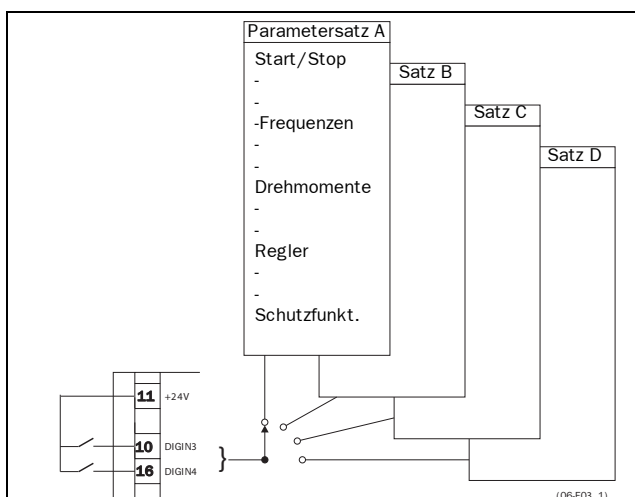 Parametersatz A
Start/Stop
-
-
-Frequenzen
-
-
Drehmomente
-
-
Regler
-
-
Schutzfunkt.
Satz B
Satz C
Satz D
11 +24V
10 DIGIN3
16 DIGIN4
}
(06-F03_1)